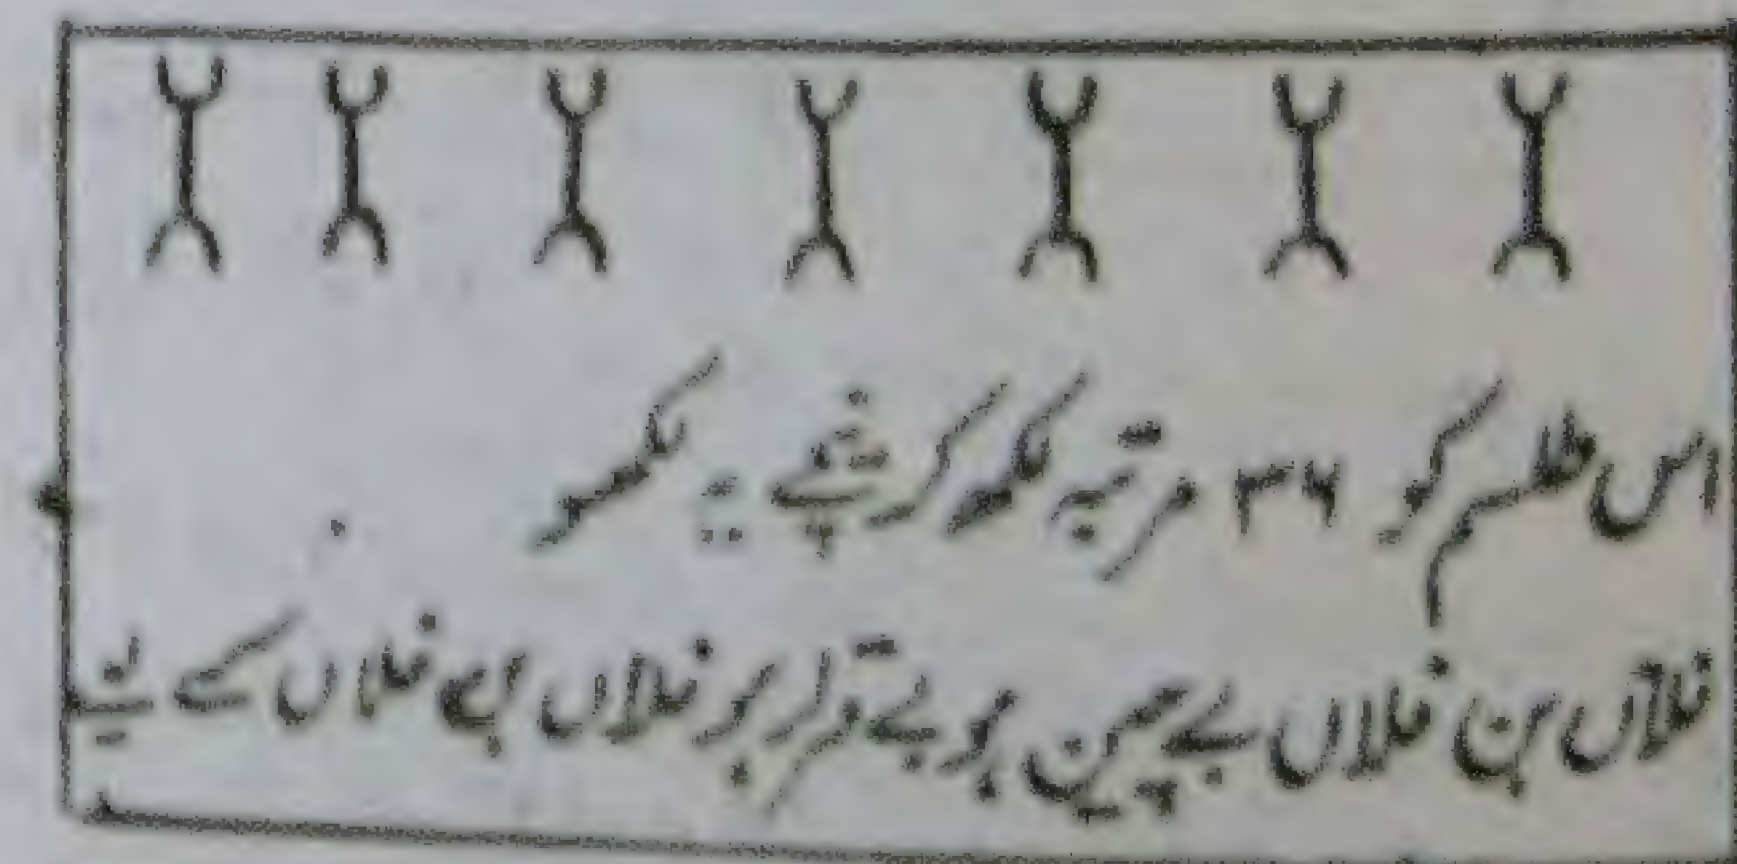 اس طلسم کو ۳۶ مرتبہ لکھ کر نیچے یہ لکھو
فلاں بن فلاں بے چین ہو بے قرار ہو فلاں بن فلاں کے لیے